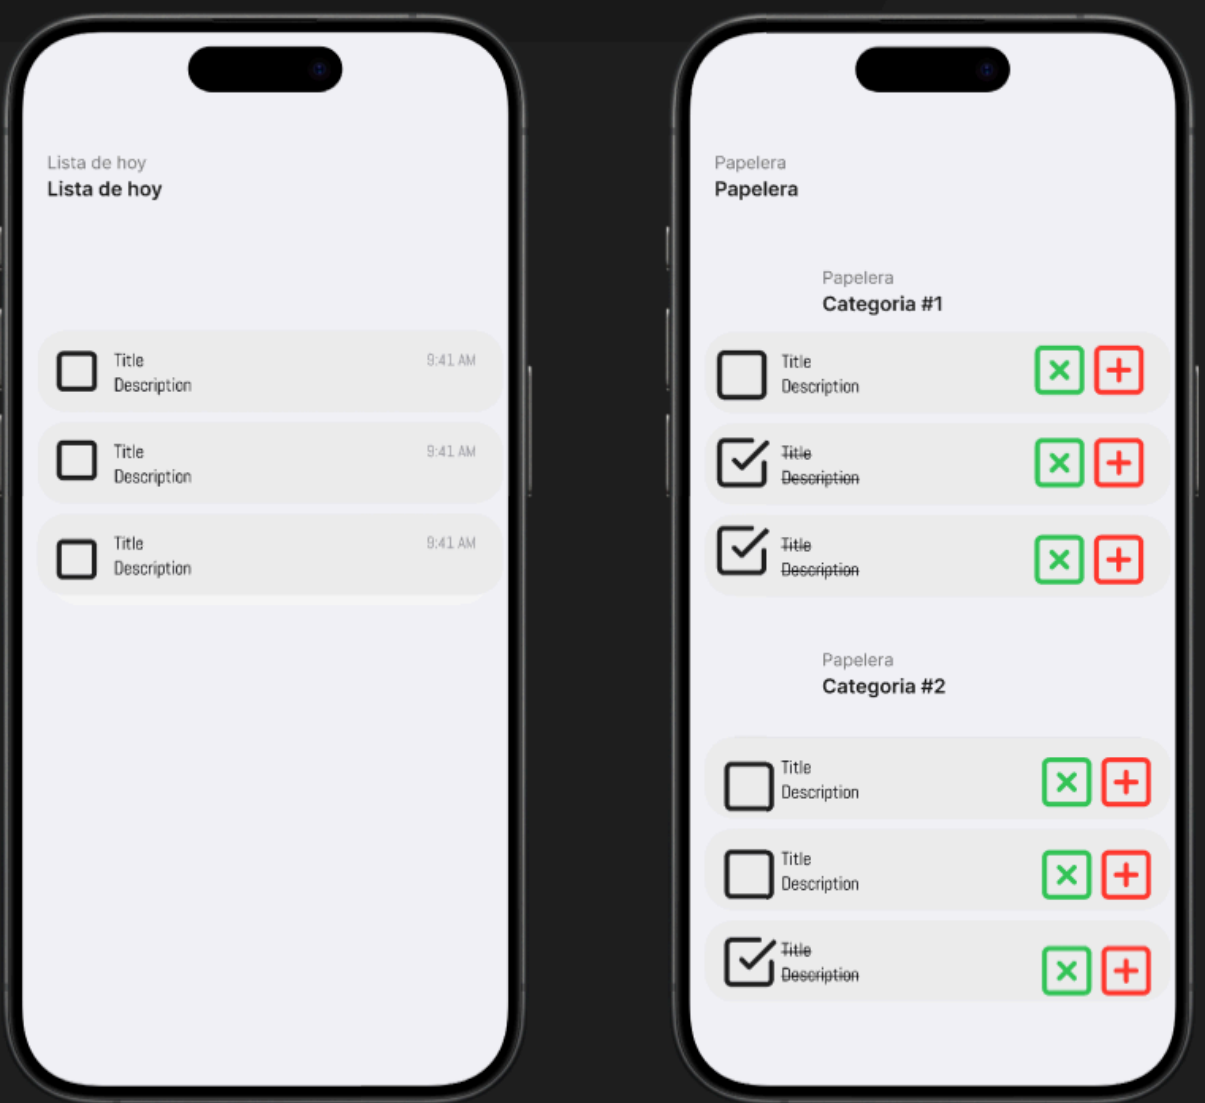 Lista de hoy
Lista de hoy
Title
9:41 AM
Description
Title
9:41 AM
Description
Title
9:41 AM
Description
Papelera
Papelera
Papelera
Categoria #1
Title
Description
Title
Description
Title
Description
Papelera
Categoria #2
Title
Description
Title
Description
Title
Description